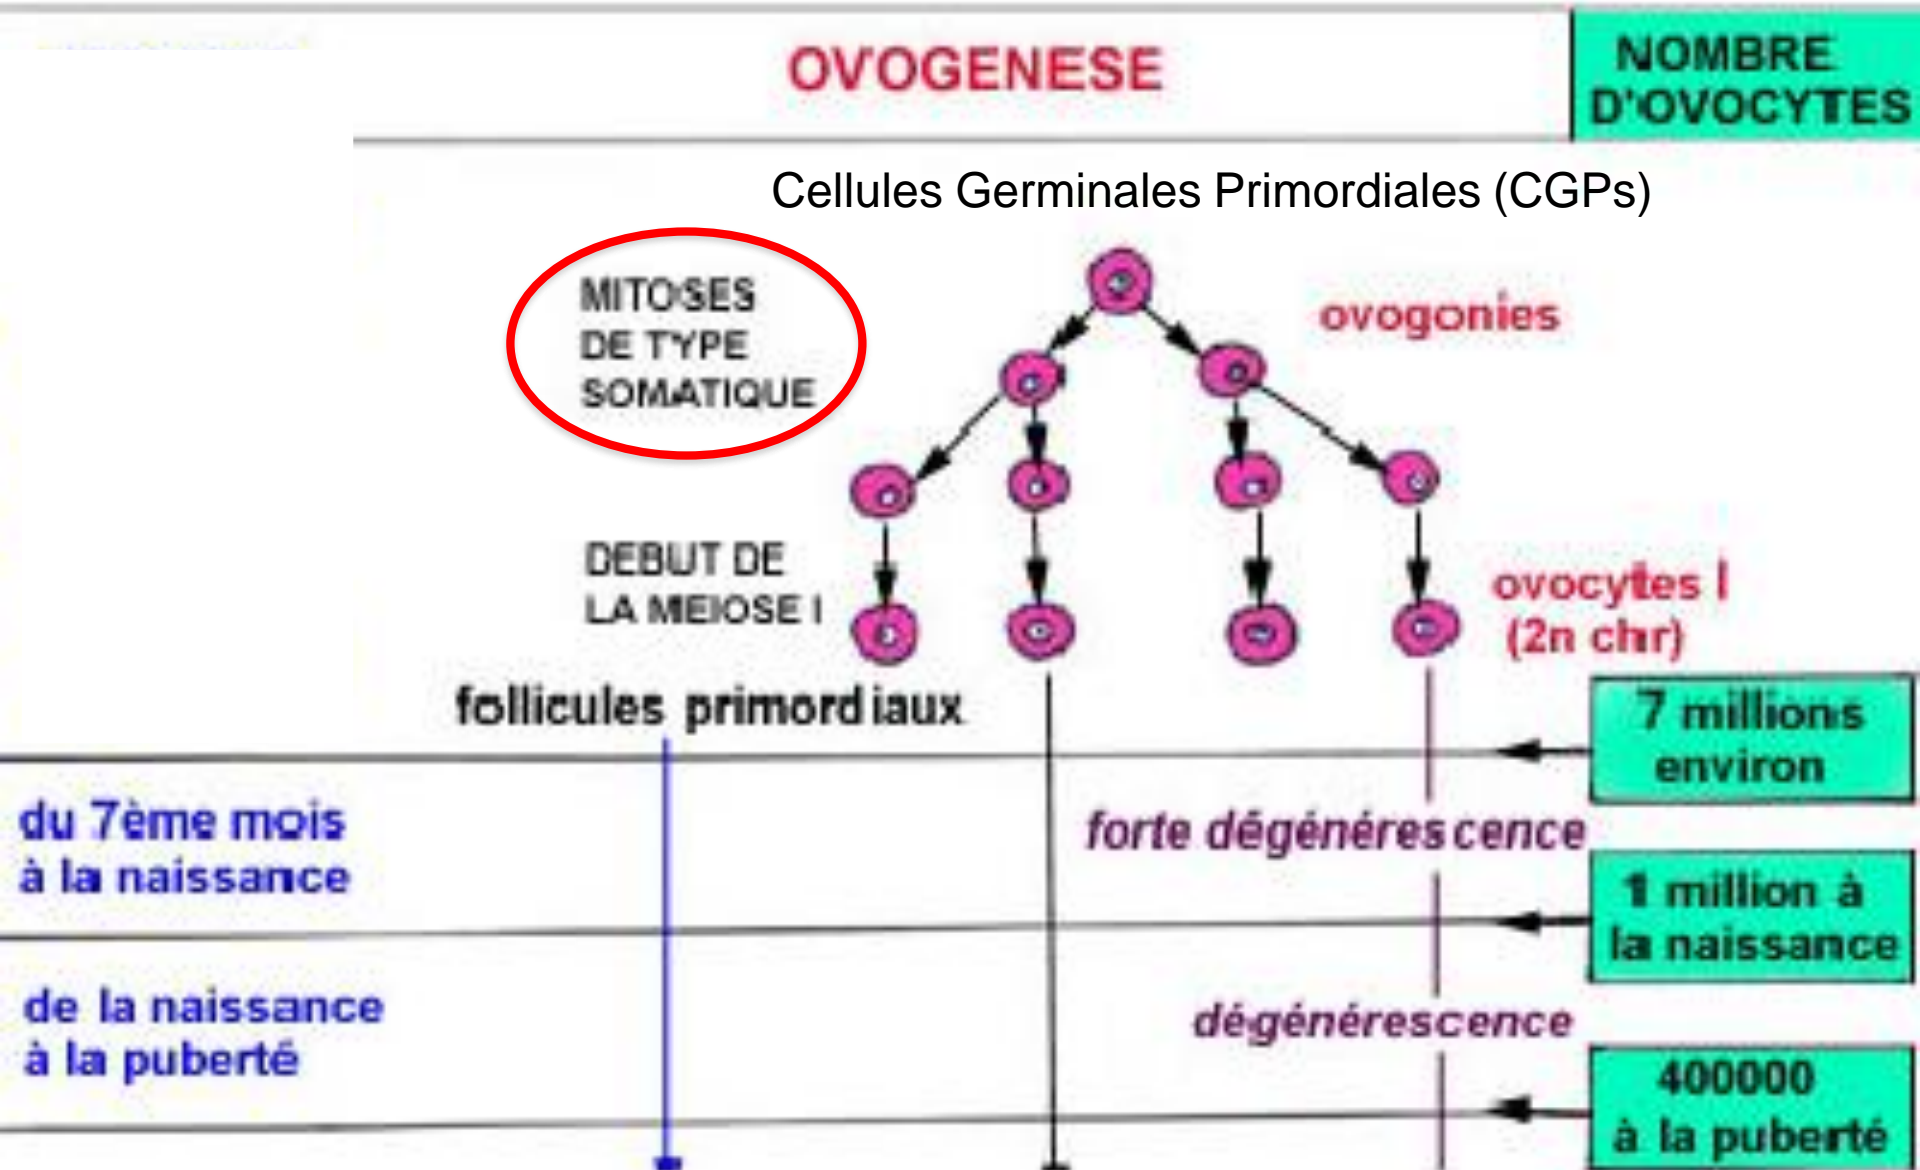 OVOGENESE
NOMBRE
D'OVOCYTES
Cellules Germinales Primordiales (CGPs)
MITOSES
DE TYPE
SOMATIQUE
ovogonies
DEBUT DE
LA MEIOSE I
ovocytes I
(2n chr)
follicules primordiaux
7 millions
environ
du 7ème mois
à la naissance
forte dégénérescence
1 million à
la naissance
de la naissance
à la puberté
dégénérescence
400000
à la puberté